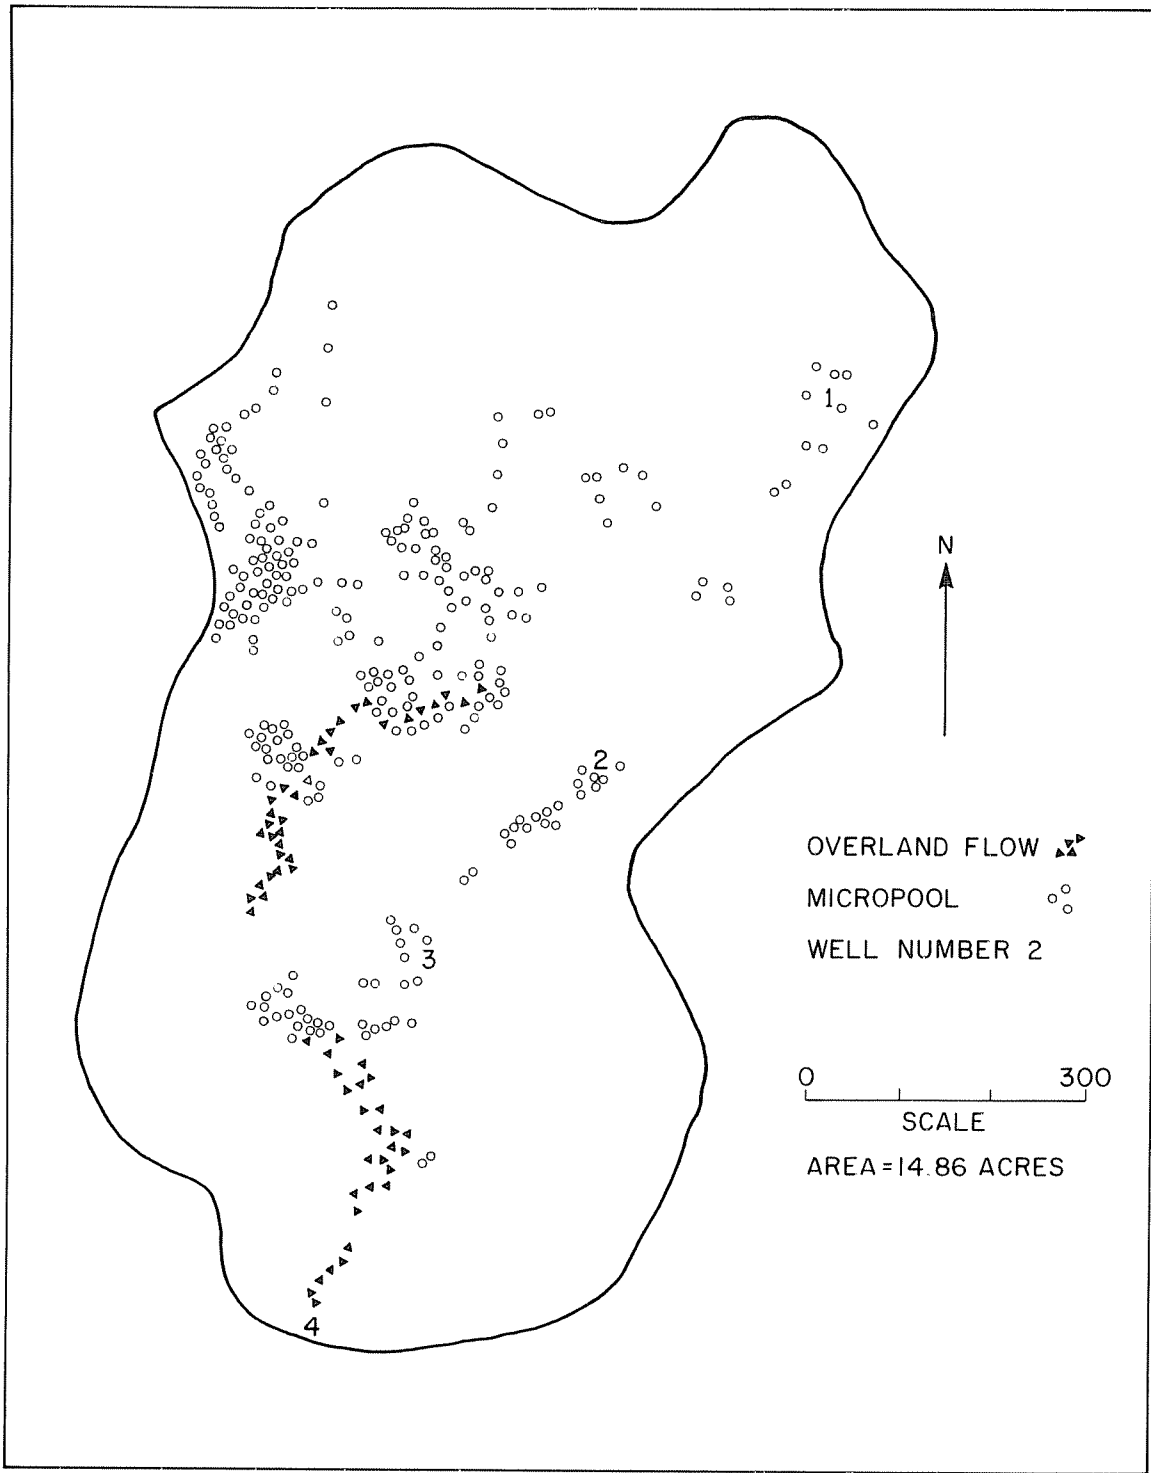 1
N
2
OVERLAND FLOW
MICROPOOL
WELL NUMBER 2
3
0 300
SCALE
AREA=14.86 ACRES
4